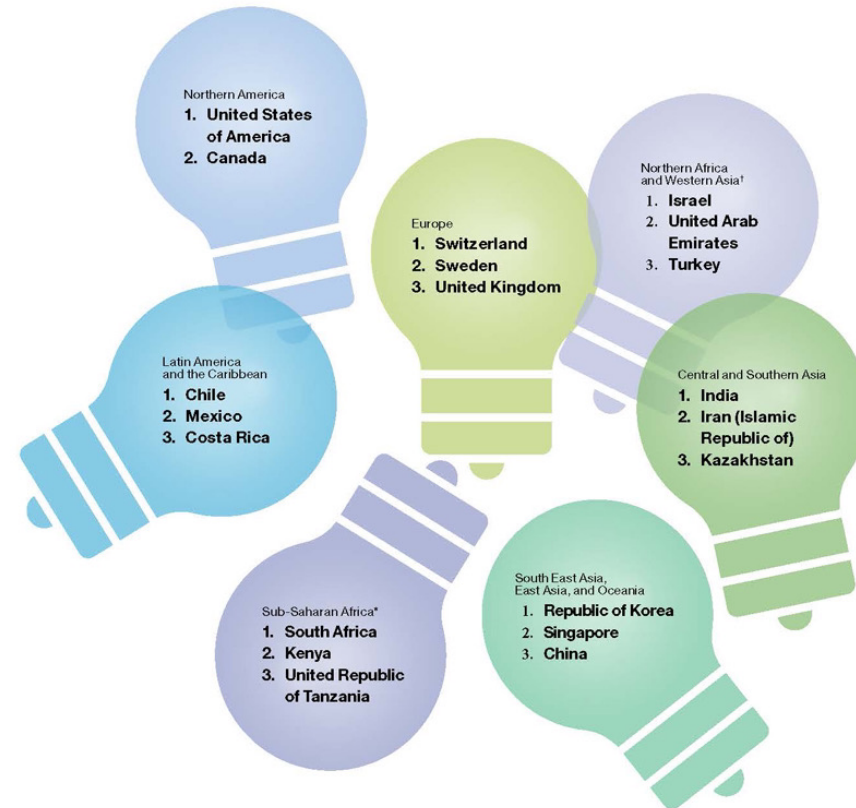 Northern America
1. United States
of America
2. Canada
Europe
1. Switzerland
2. Sweden
3. United Kingdom
Northern Africa
and Western Asia†
1. Israel
2. United Arab
Emirates
3. Turkey
Latin America
and the Caribbean
1. Chile
2. Mexico
3. Costa Rica
Central and Southern Asia
1. India
2. Iran (Islamic
Republic of)
3. Kazakhstan
Sub-Saharan Africa*
1. South Africa
2. Kenya
3. United Republic
of Tanzania
South East Asia,
East Asia, and Oceania
1. Republic of Korea
2. Singapore
3. China